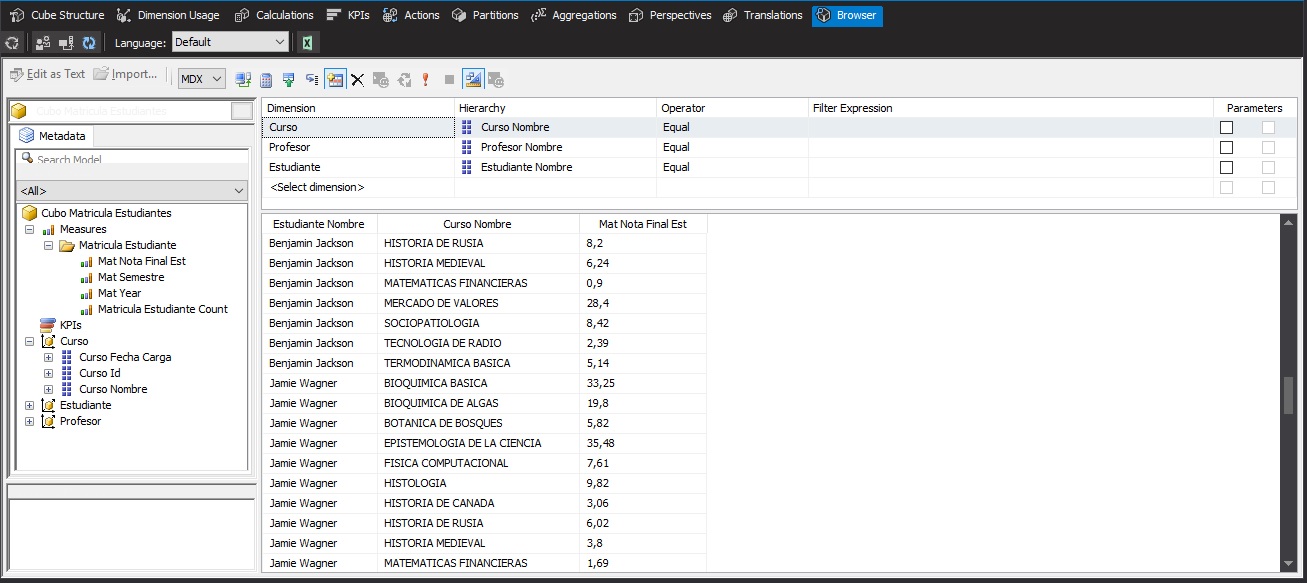 Cube Structure Dimension Usage Calculations KPIs Actions Partitions Aggregations Perspectives Translations Browser
Language: Default
Edit as Text Import... MDX
Cubo Matricula Estudiantes
Metadata
Search Model
<All>
Cubo Matricula Estudiantes
Measures
Matricula Estudiante
Mat Nota Final Est
Mat Semestre
Mat Year
Matricula Estudiante Count
KPIs
Curso
Curso Fecha Carga
Curso Id
Curso Nombre
Estudiante
Profesor
Dimension Hierarchy Operator Filter Expression Parameters
Curso Curso Nombre Equal
Profesor Profesor Nombre Equal
Estudiante Estudiante Nombre Equal
<Select dimension>
Estudiante Nombre Curso Nombre Mat Nota Final Est
Benjamin Jackson HISTORIA DE RUSIA 8,2
Benjamin Jackson HISTORIA MEDIEVAL 6,24
Benjamin Jackson MATEMATICAS FINANCIERAS 0,9
Benjamin Jackson MERCADO DE VALORES 28,4
Benjamin Jackson SOCIOPATIOLOGIA 8,42
Benjamin Jackson TECNOLOGIA DE RADIO 2,39
Benjamin Jackson TERMODINAMICA BASICA 5,14
Jamie Wagner BIOQUIMICA BASICA 33,25
Jamie Wagner BIOQUIMICA DE ALGAS 19,8
Jamie Wagner BOTANICA DE BOSQUES 5,82
Jamie Wagner EPISTEMOLOGIA DE LA CIENCIA 35,48
Jamie Wagner FISICA COMPUTACIONAL 7,61
Jamie Wagner HISTOLOGIA 9,82
Jamie Wagner HISTORIA DE CANADA 3,06
Jamie Wagner HISTORIA DE RUSIA 6,02
Jamie Wagner HISTORIA MEDIEVAL 3,8
Jamie Wagner MATEMATICAS FINANCIERAS 1,69